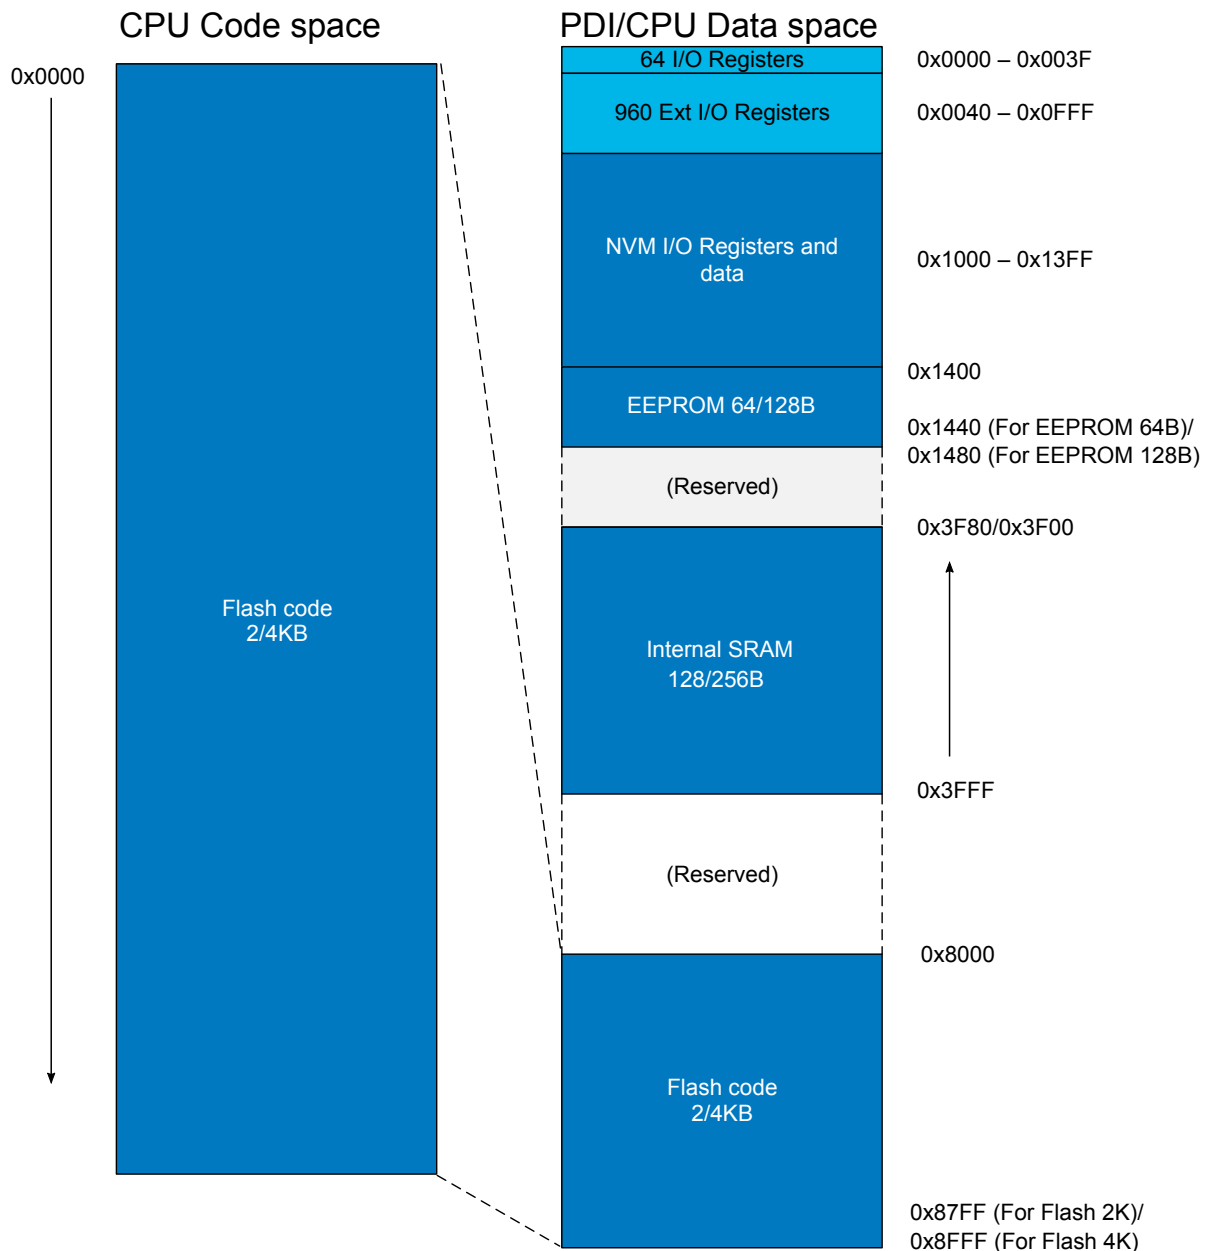 CPU Code space
PDI/CPU Data space
0x0000
64 I/O Registers
0x0000 – 0x003F
960 Ext I/O Registers
0x0040 – 0x0FFF
NVM I/O Registers and
data
0x1000 – 0x13FF
0x1400
EEPROM 64/128B
0x1440 (For EEPROM 64B)/
0x1480 (For EEPROM 128B)
(Reserved)
0x3F80/0x3F00
Flash code
2/4KB
Internal SRAM
128/256B
0x3FFF
(Reserved)
0x8000
Flash code
2/4KB
0x87FF (For Flash 2K)/
0x8FFF (For Flash 4K)